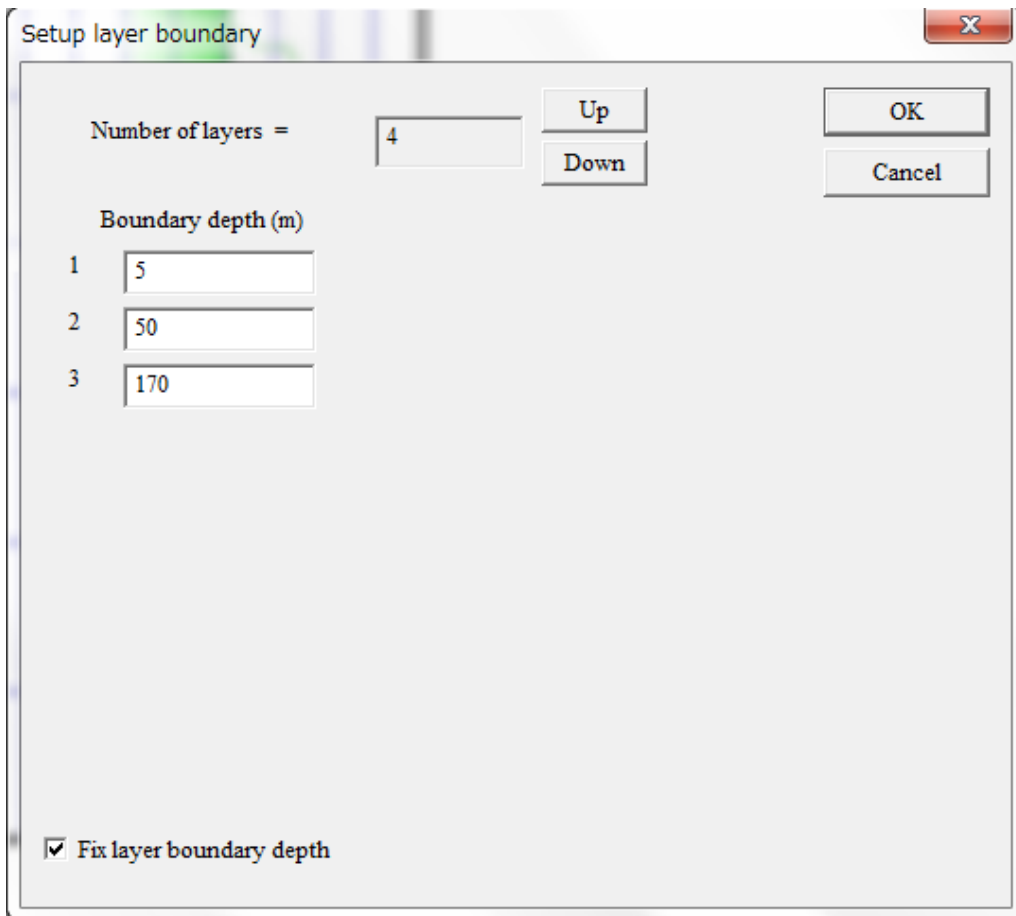 Setup layer boundary
x
Number of layers =
4
Up
Down
OK
Cancel
Boundary depth (m)
1
5
2
50
3
170
Fix layer boundary depth